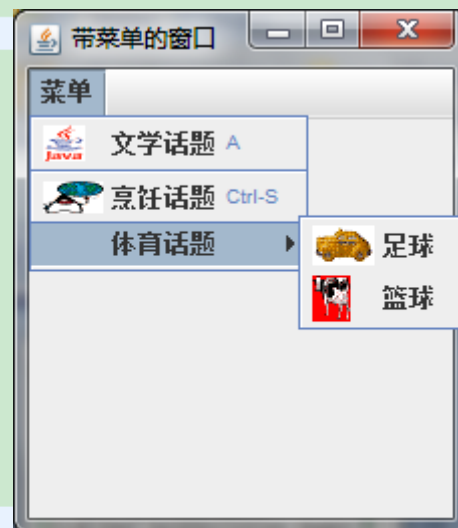 带菜单的窗口
菜单
Java 文学话题 A
烹饪话题 Ctrl-S
体育话题
足球
篮球